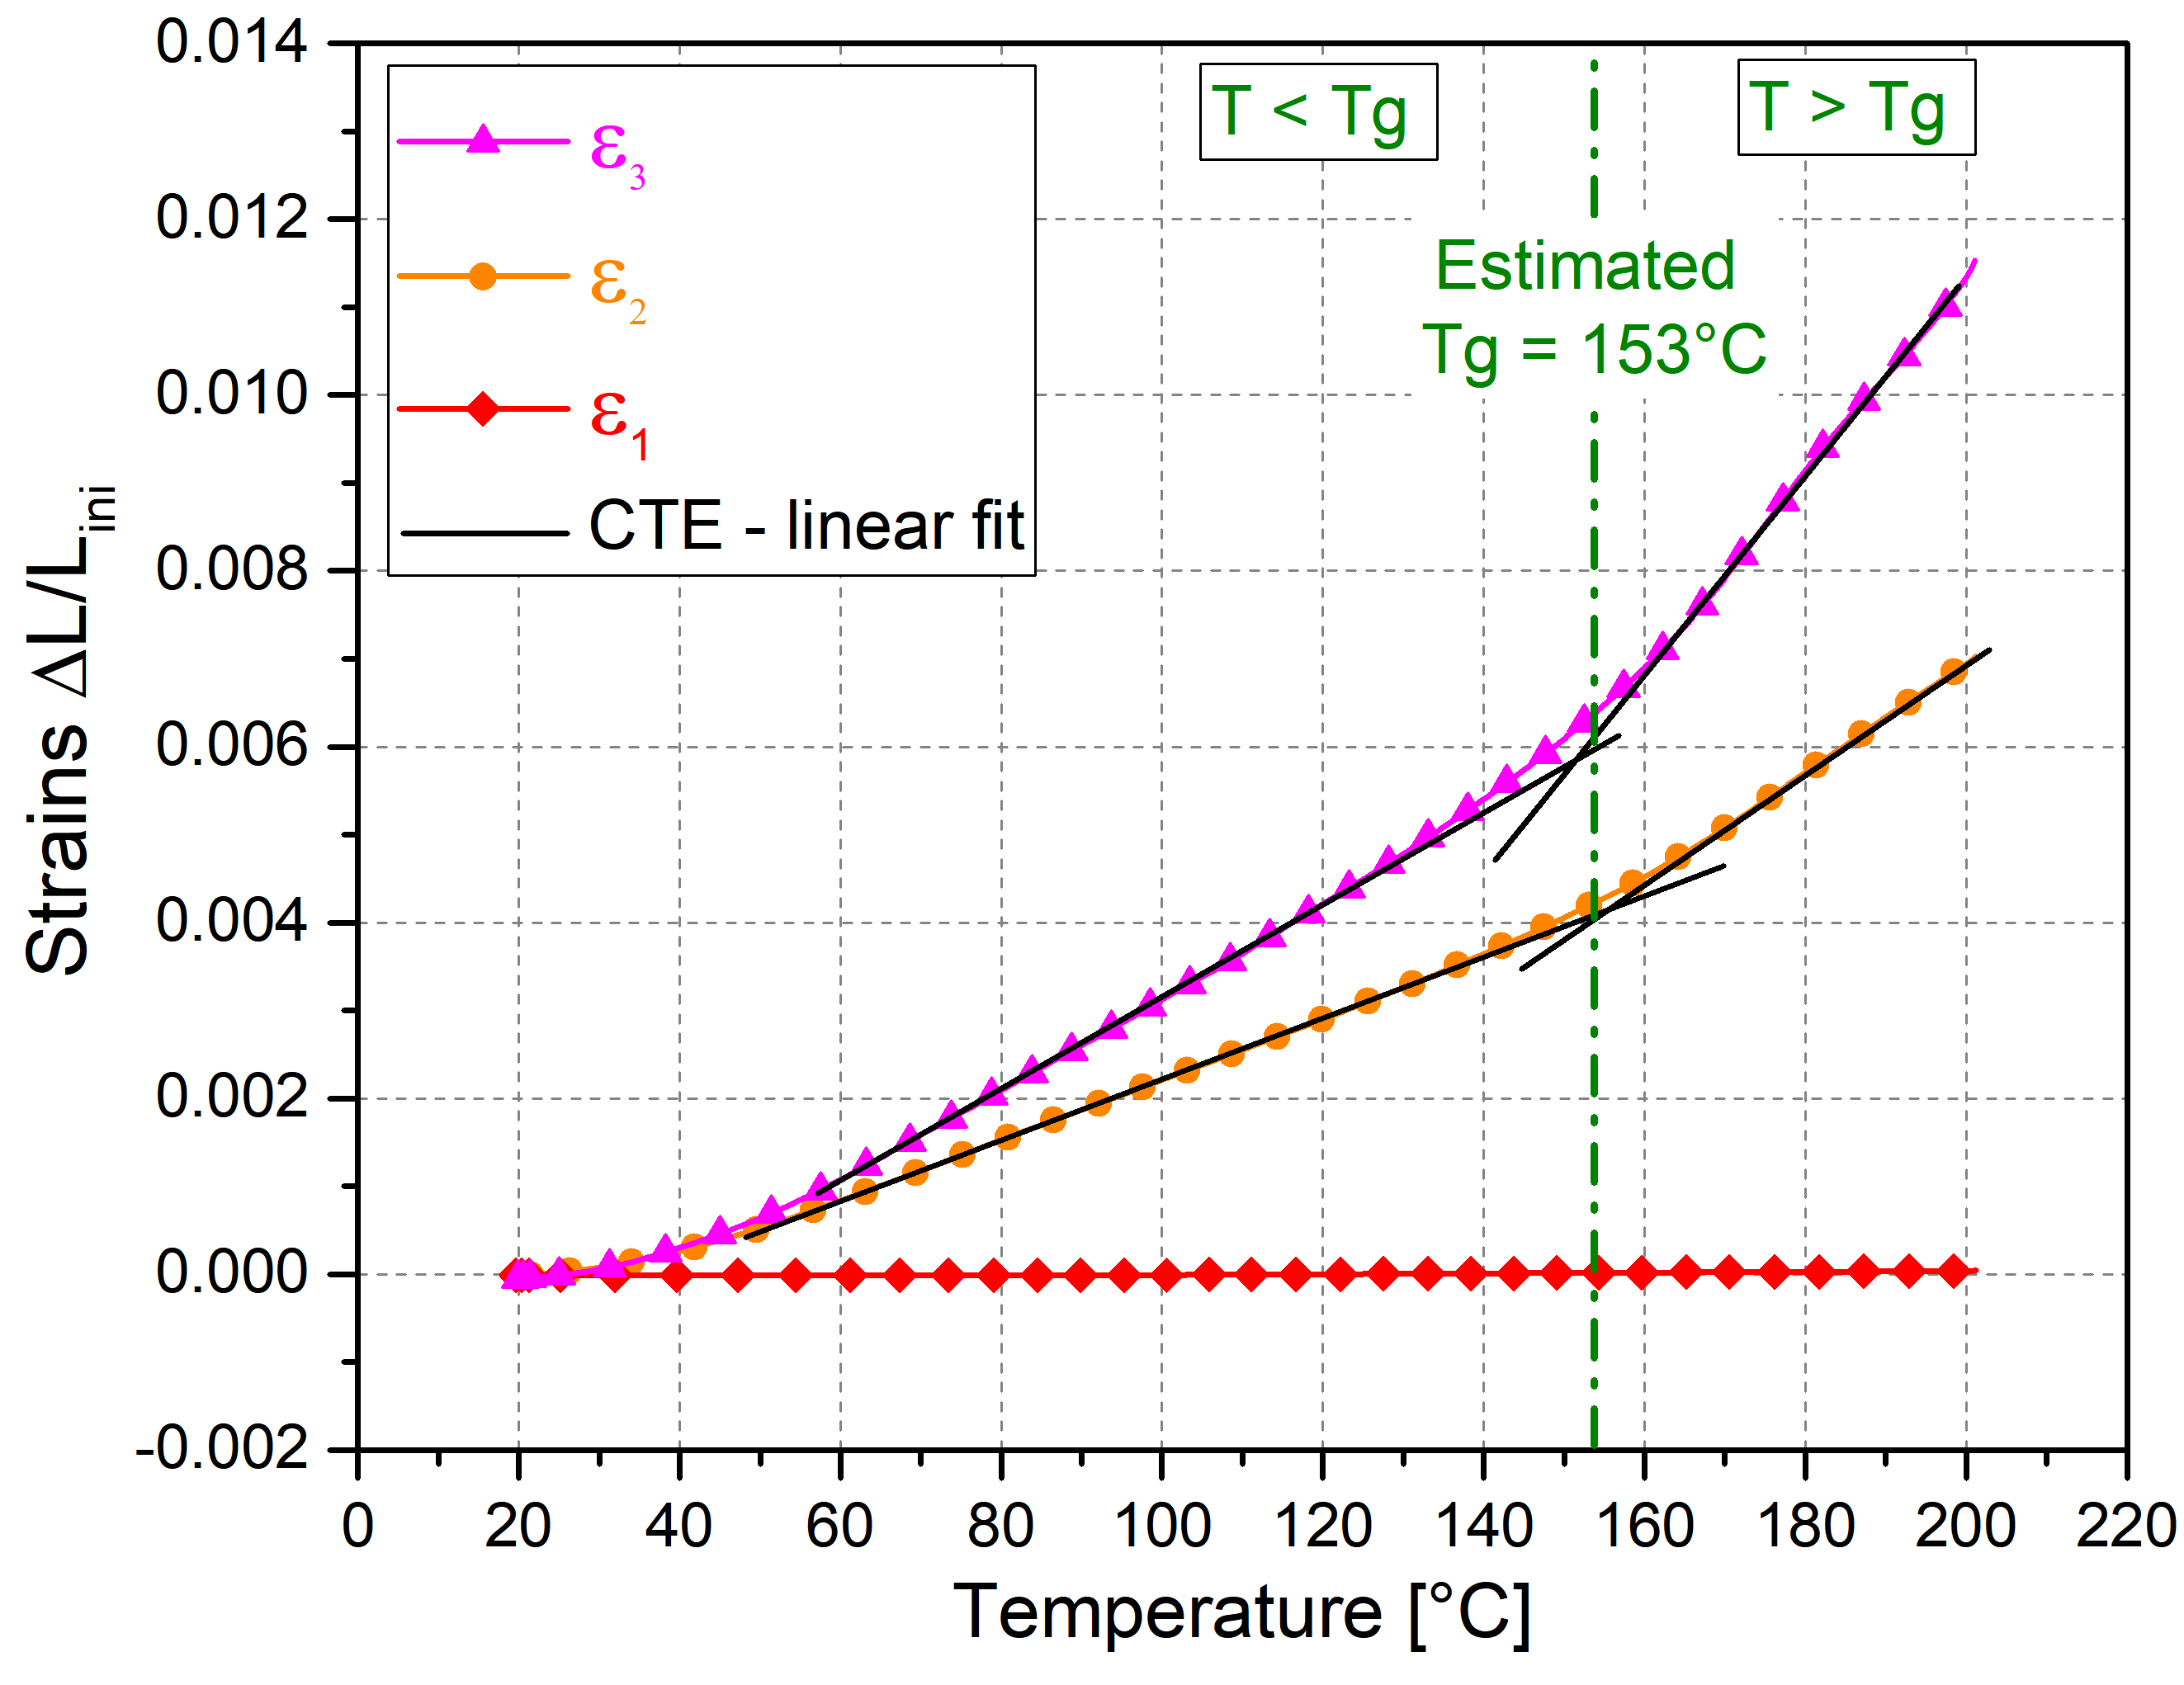 0.014
0.012
0.010
0.008
0.006
0.004
0.002
0.000
-0.002
Strains ΔL/Lini
ε3
ε2
ε1
CTE - linear fit
T < Tg
T > Tg
Estimated
Tg = 153°C
0 20 40 60 80 100 120 140 160 180 200 220
Temperature [°C]